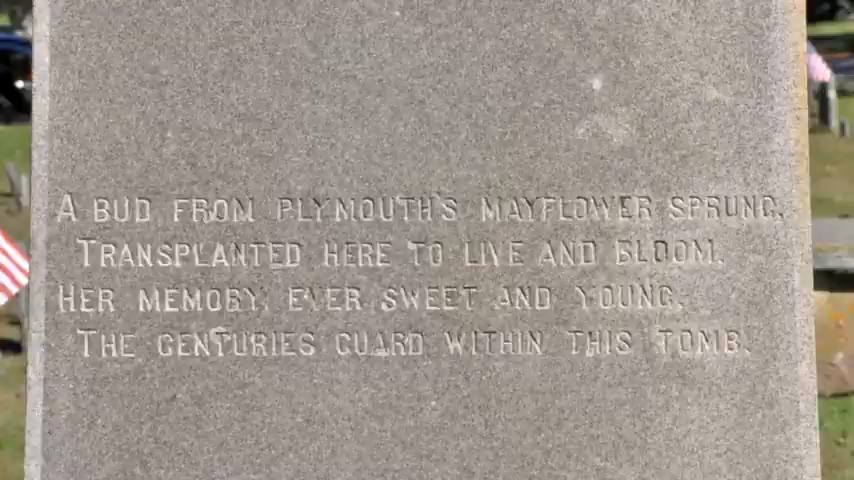 A BUD FROM PLYMOUTH'S MAYFLOWER SPRUNG,
TRANSPLANTED HERE TO LIVE AND BLOOM.
HER MEMORY, EVER SWEET AND YOUNG,
THE CENTURIES GUARD WITHIN THIS TOMB.